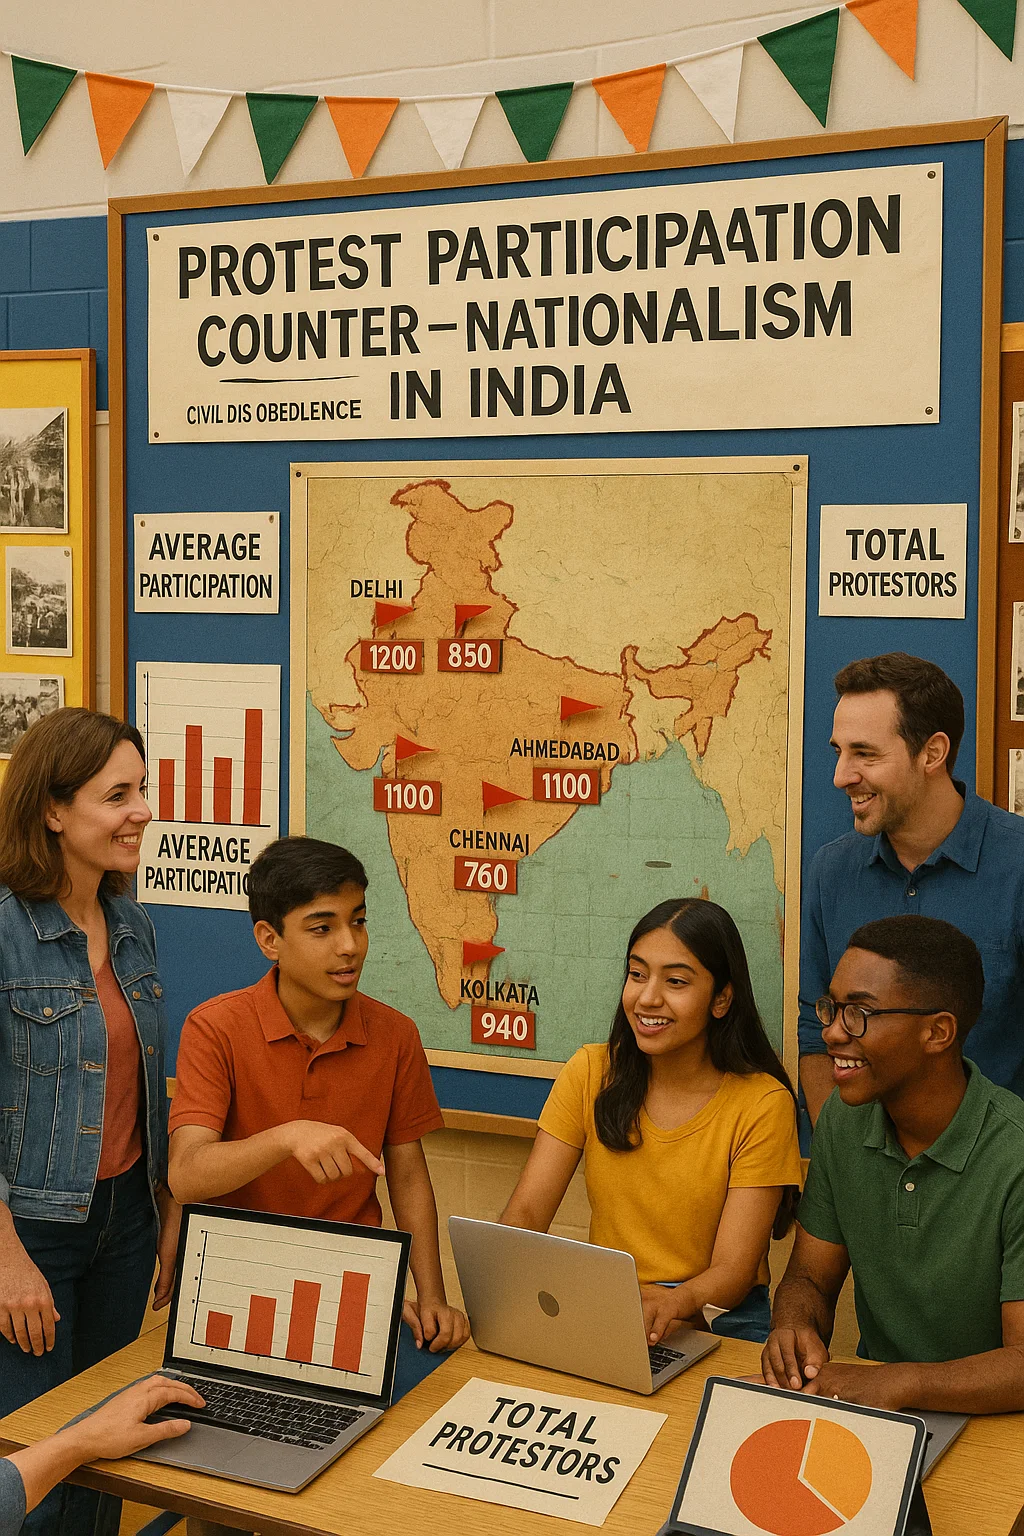 PROTEST PARTIICIPAATION
COUNTER-NATIONALISM
IN INDIA
CIVIL DIS OBEDLENCE
AVERAGE
PARTICIPATION
TOTAL
PROTESTORS
DELHI
1200
850
AHMEDABAD
1100
1100
CHENNAI
760
KOLKATA
940
AVERAGE
PARTICIPATIC
TOTAL
PROTESTORS